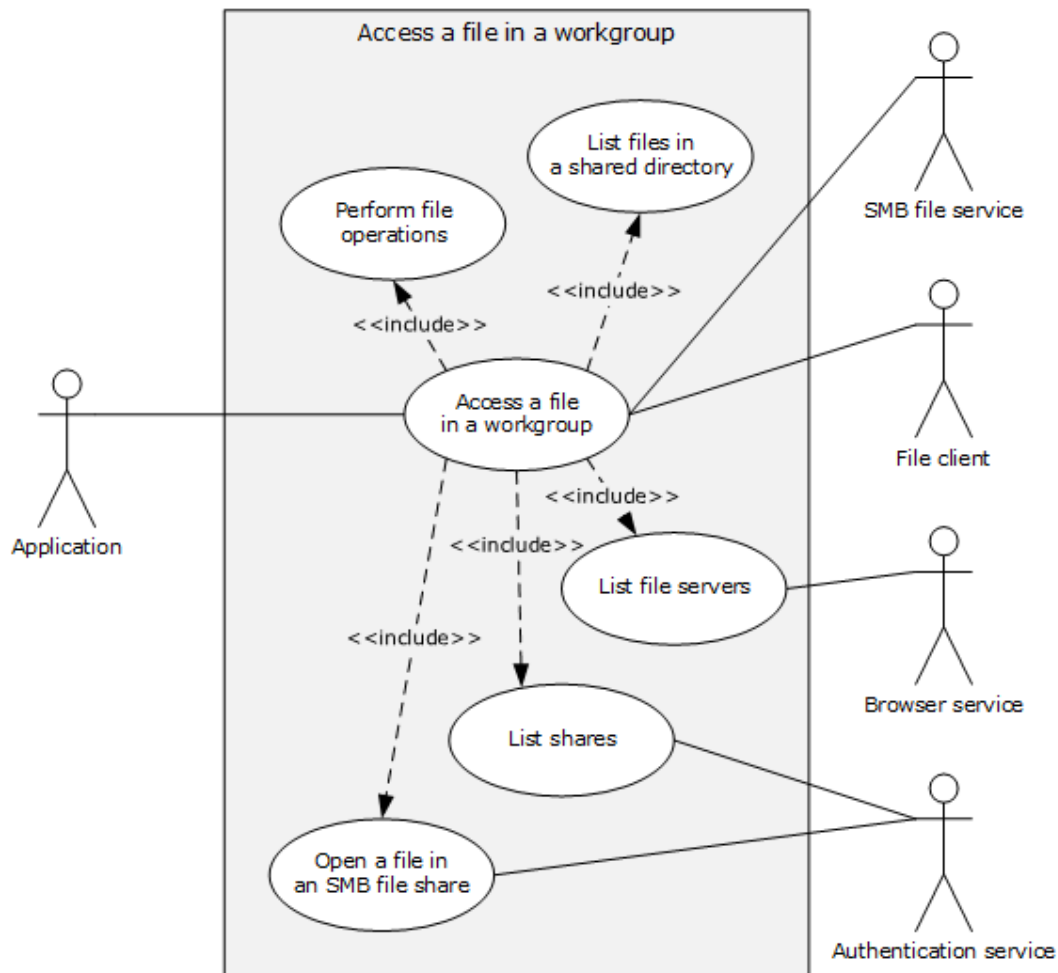 Access a file in a workgroup
List files in
a shared directory
SMB file service
Perform file
operations
<<include>>
<<include>>
Access a file
in a workgroup
File client
Application
<<include>>
<<include>>
List file servers
<<include>>
Browser service
List shares
Open a file in
an SMB file share
Authentication service